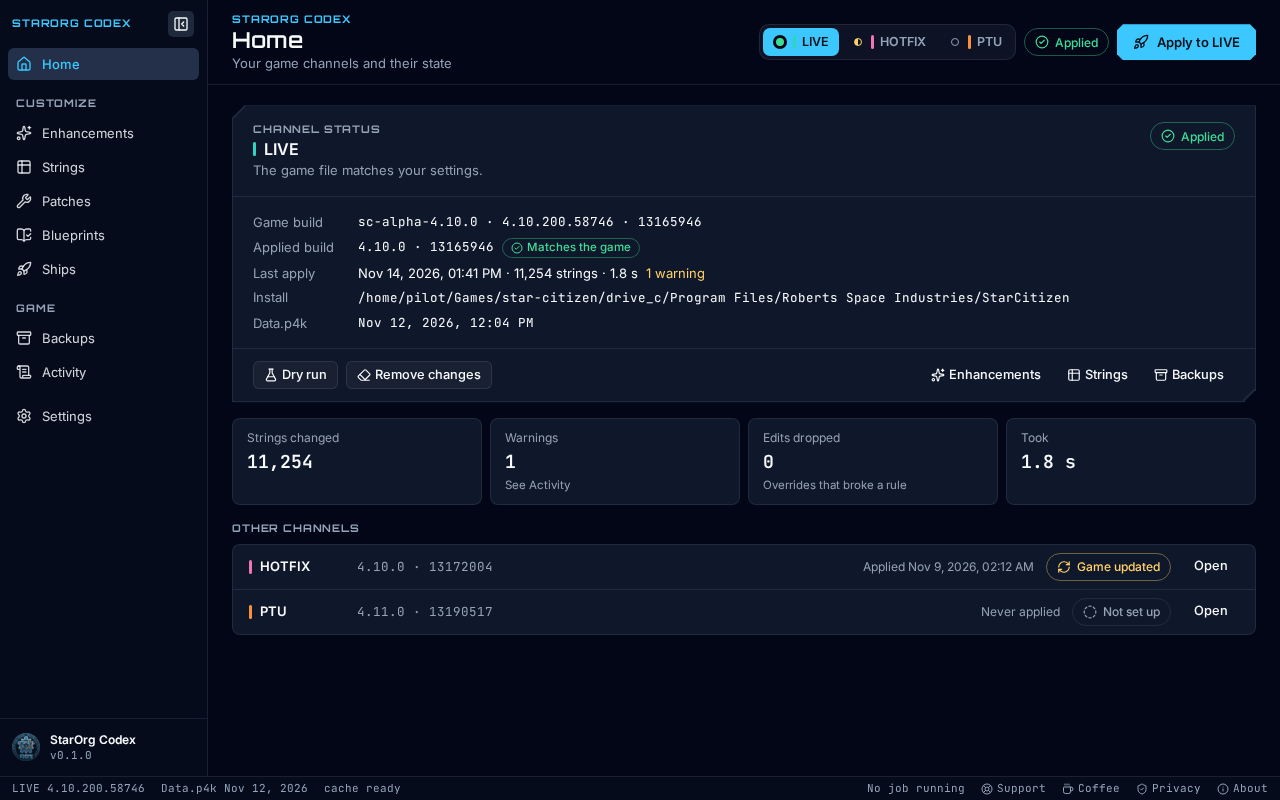 STARORG CODEX
Home
CUSTOMIZE
Enhancements
Strings
Patches
Blueprints
Ships
GAME
Backups
Activity
Settings
StarOrg Codex
v0.1.0
STARORG CODEX
Home
Your game channels and their state
LIVE
HOTFIX
PTU
Applied
Apply to LIVE
CHANNEL STATUS
LIVE
The game file matches your settings.
Applied
Game build sc-alpha-4.10.0 · 4.10.200.58746 · 13165946
Applied build 4.10.0 · 13165946 Matches the game
Last apply Nov 14, 2026, 01:41 PM · 11,254 strings · 1.8 s 1 warning
Install /home/pilot/Games/star-citizen/drive_c/Program Files/Roberts Space Industries/StarCitizen
Data.p4k Nov 12, 2026, 12:04 PM
Dry run Remove changes Enhancements Strings Backups
Strings changed
11,254
Warnings
1
See Activity
Edits dropped
0
Overrides that broke a rule
Took
1.8 s
OTHER CHANNELS
HOTFIX 4.10.0 · 13172004 Applied Nov 9, 2026, 02:12 AM Game updated Open
PTU 4.11.0 · 13190517 Never applied Not set up Open
LIVE 4.10.200.58746 Data.p4k Nov 12, 2026 cache ready No job running Support Coffee Privacy About